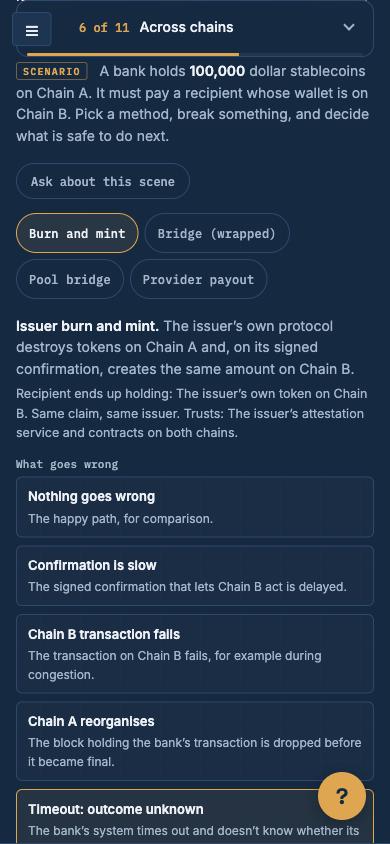 6 of 11 Across chains
SCENARIO A bank holds 100,000 dollar stablecoins
on Chain A. It must pay a recipient whose wallet is on
Chain B. Pick a method, break something, and decide
what is safe to do next.
Ask about this scene
Burn and mint Bridge (wrapped)
Pool bridge Provider payout
Issuer burn and mint. The issuer’s own protocol
destroys tokens on Chain A and, on its signed
confirmation, creates the same amount on Chain B.
Recipient ends up holding: The issuer’s own token on Chain
B. Same claim, same issuer. Trusts: The issuer’s attestation
service and contracts on both chains.
What goes wrong
Nothing goes wrong
The happy path, for comparison.
Confirmation is slow
The signed confirmation that lets Chain B act is delayed.
Chain B transaction fails
The transaction on Chain B fails, for example during
congestion.
Chain A reorganises
The block holding the bank’s transaction is dropped before
it became final.
Timeout: outcome unknown
The bank’s system times out and doesn’t know whether its
?